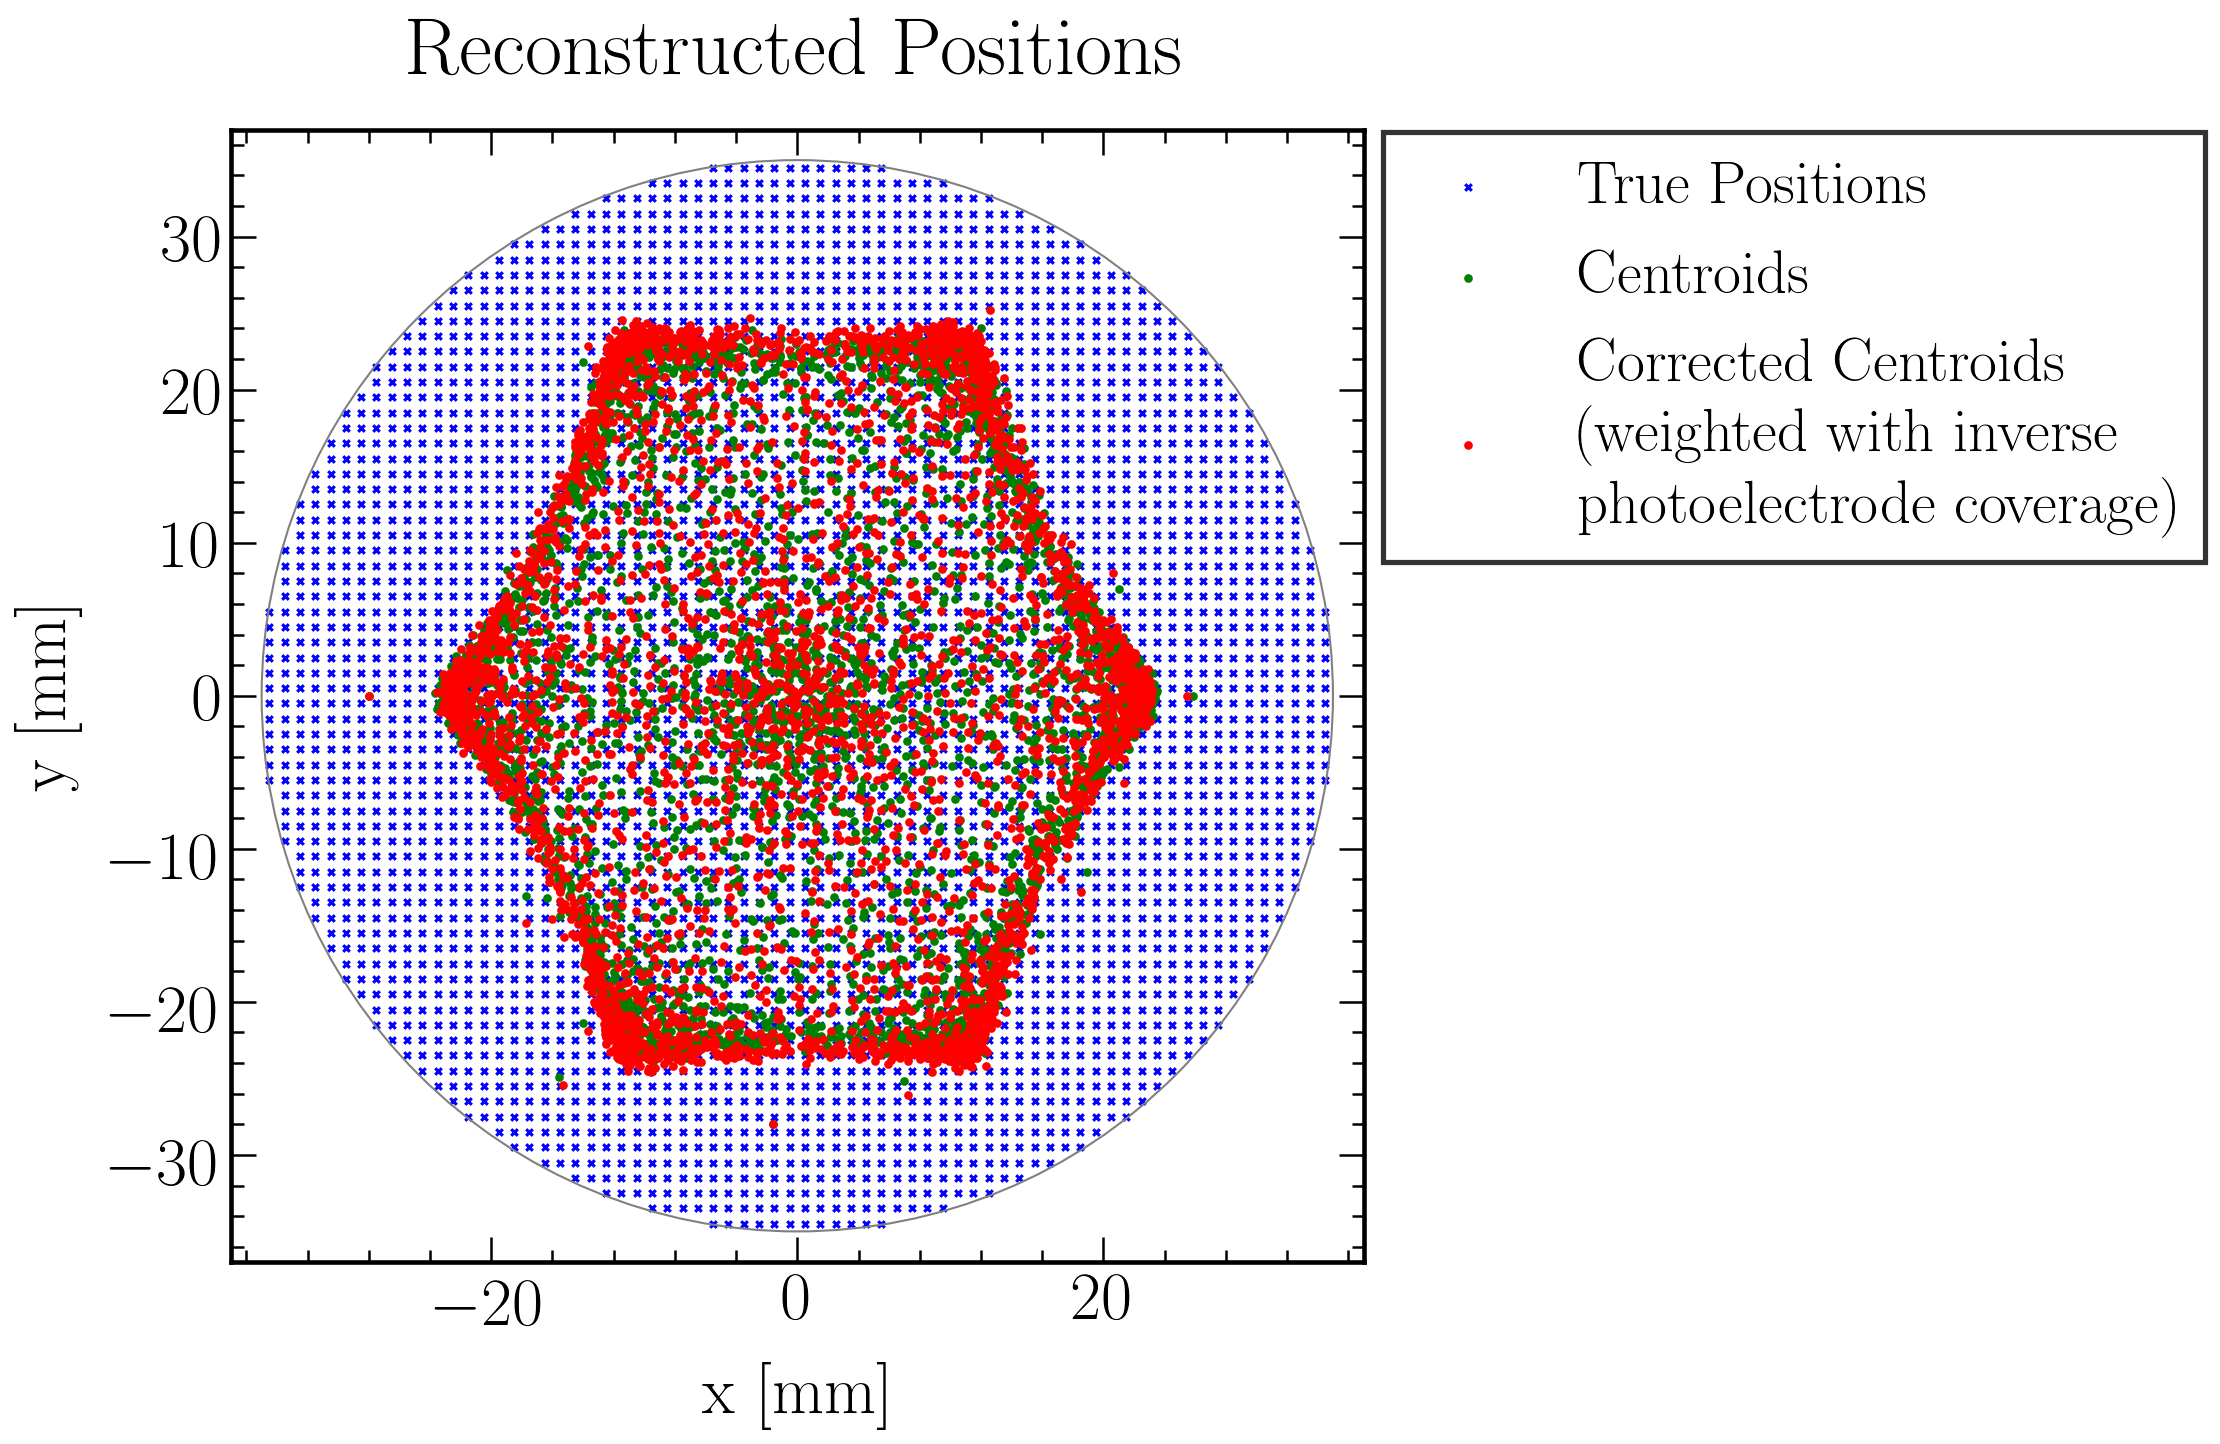 Reconstructed Positions
True Positions
Centroids
Corrected Centroids
(weighted with inverse
photoelectrode coverage)
30
20
10
0
−10
−20
−30
y [mm]
−20 0 20
x [mm]